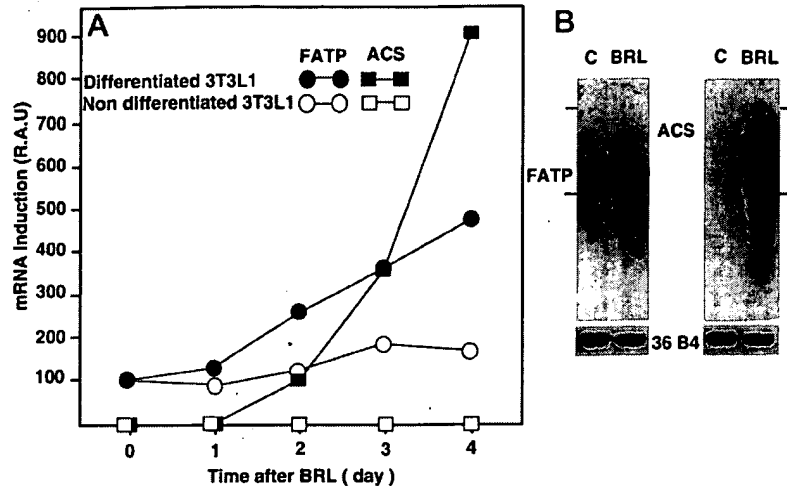 A
FATP ACS
Differentiated 3T3L1
Non differentiated 3T3L1
mRNA Induction (R.A.U)
900
800
700
600
500
400
300
200
100
0 1 2 3 4
Time after BRL ( day )
B
C BRL C BRL
ACS
FATP
36 B4